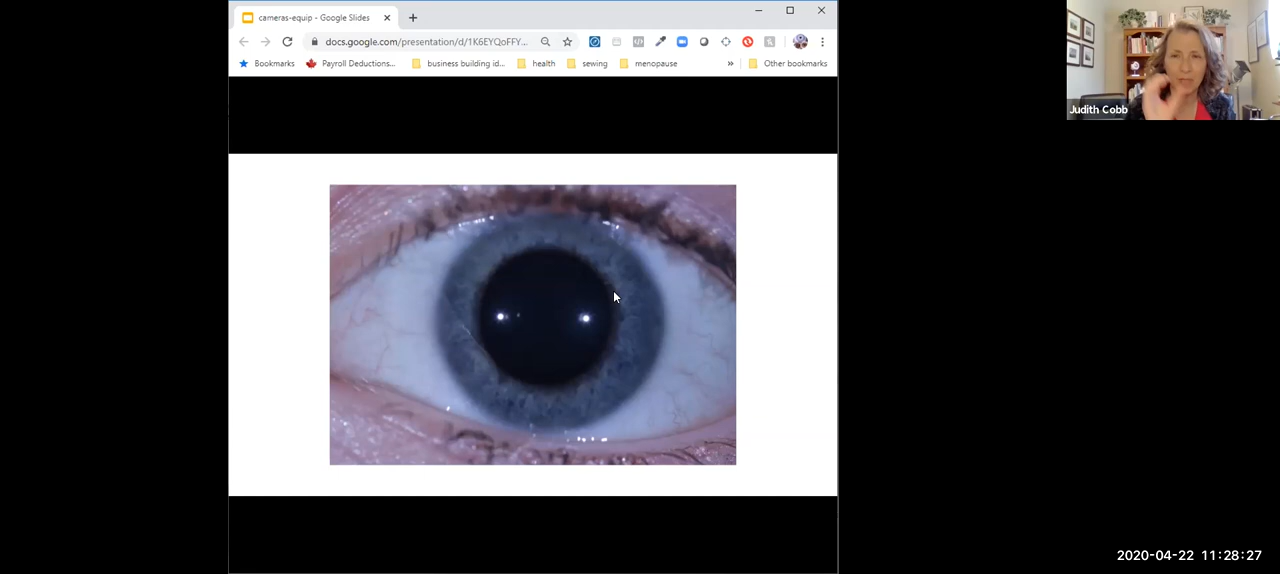 cameras-equip - Google Slides
docs.google.com/presentation/d/1K6EYQoFFY...
Bookmarks Payroll Deductions... business building id... health sewing menopause » Other bookmarks
Judith Cobb
2020-04-22 11:28:27